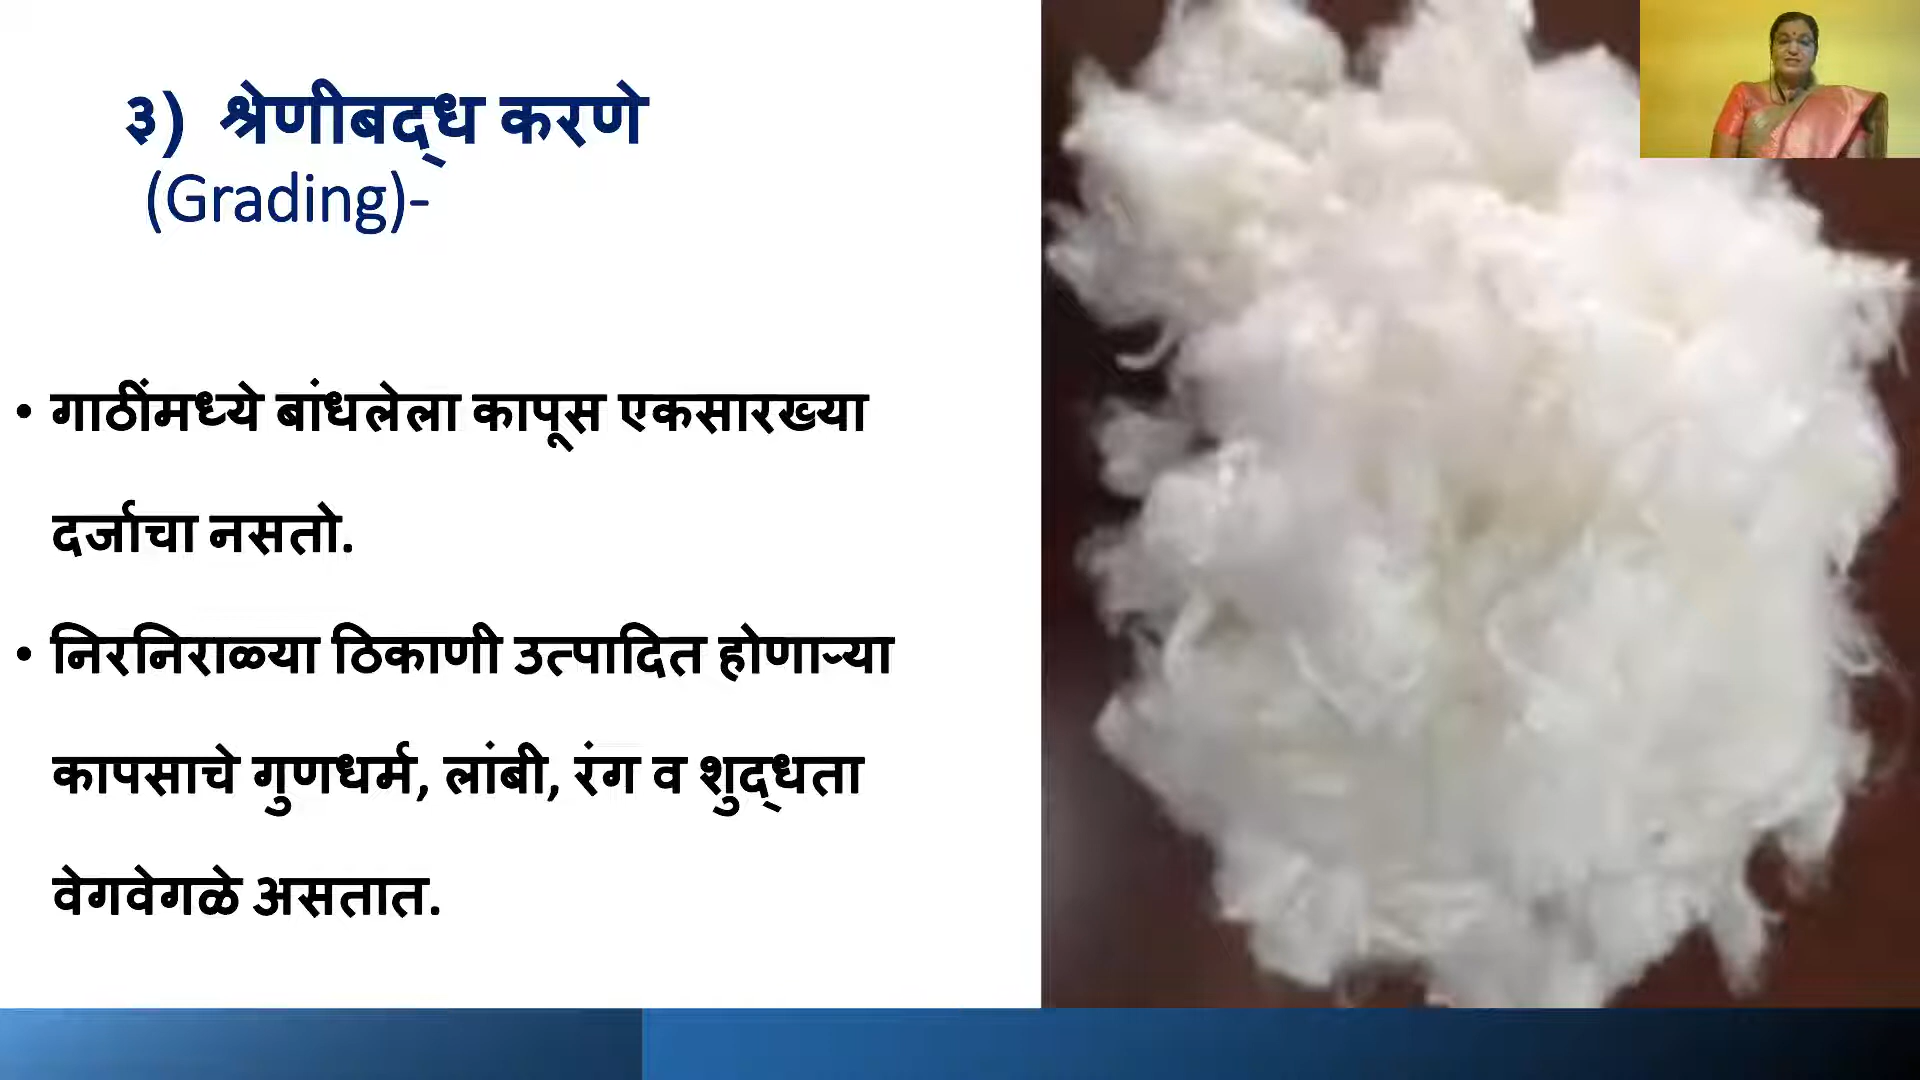 ३) श्रेणीबद्ध करणे
(Grading)-
• गाठींमध्ये बांधलेला कापूस एकसारख्या
दर्जाचा नसतो.
• निरनिराळ्या ठिकाणी उत्पादित होणाऱ्या
कापसाचे गुणधर्म, लांबी, रंग व शुद्धता
वेगवेगळे असतात.